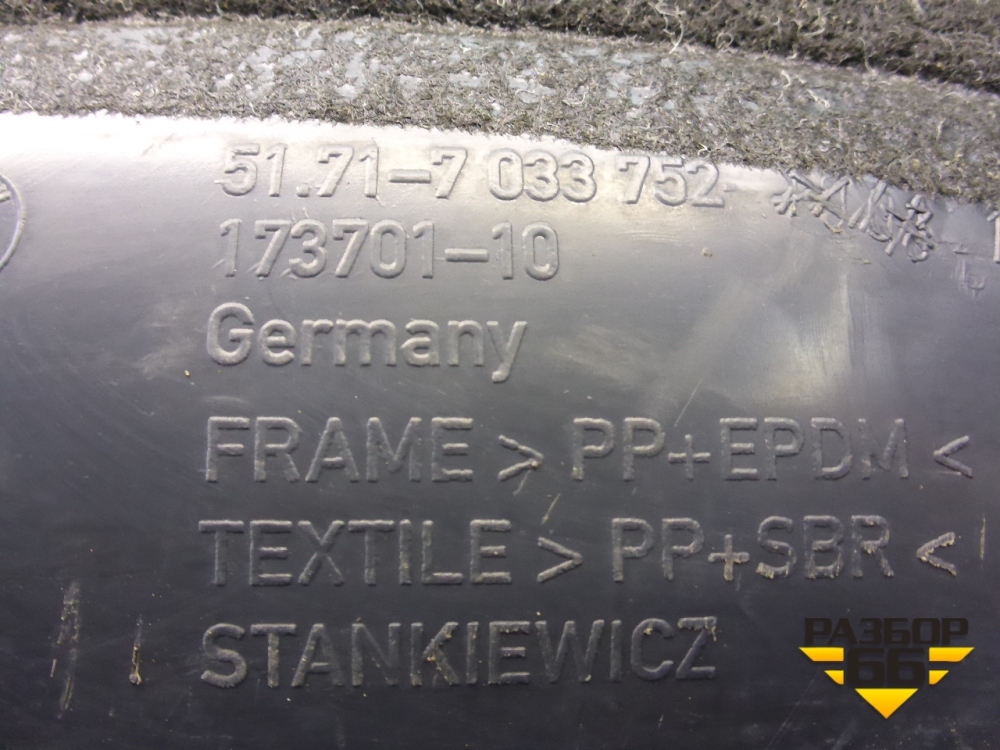 51.71-7 033 752
173701-10
Germany
FRAME > PP+EPDM <
TEXTILE > PP+SBR <
STANKIEWICZ
РАЗБОР
66